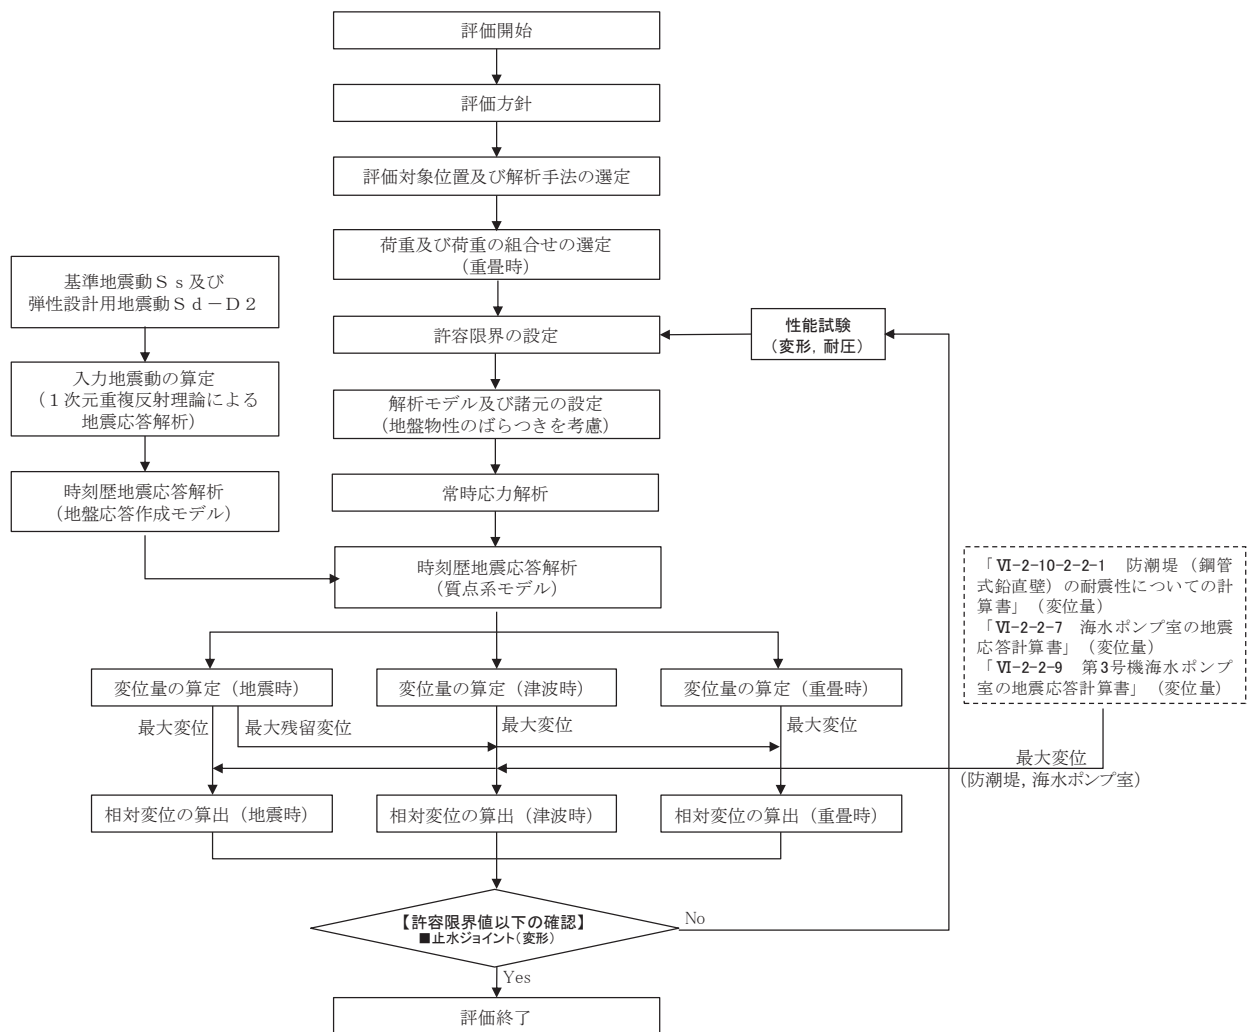 評価開始
評価方針
評価対象位置及び解析手法の選定
荷重及び荷重の組合せの選定
(重畳時)
基準地震動Ss及び
弾性設計用地震動Sd-D2
許容限界の設定
性能試験
(変形,耐圧)
入力地震動の算定
(1次元重複反射理論による
地震応答解析)
解析モデル及び諸元の設定
(地盤物性のばらつきを考慮)
時刻歴地震応答解析
(地盤応答作成モデル)
常時応力解析
時刻歴地震応答解析
(質点系モデル)
「Ⅵ-2-10-2-2-1 防潮堤(鋼管
式鉛直壁)の耐震性についての計
算書」(変位量)
「Ⅵ-2-2-7 海水ポンプ室の地震
応答計算書」(変位量)
「Ⅵ-2-2-9 第3号機海水ポンプ
室の地震応答計算書」(変位量)
変位量の算定(地震時)
変位量の算定(津波時)
変位量の算定(重畳時)
最大変位
最大残留変位
最大変位
最大変位
最大変位
(防潮堤,海水ポンプ室)
相対変位の算出(地震時)
相対変位の算出(津波時)
相対変位の算出(重畳時)
【許容限界値以下の確認】
■止水ジョイント(変形)
No
Yes
評価終了